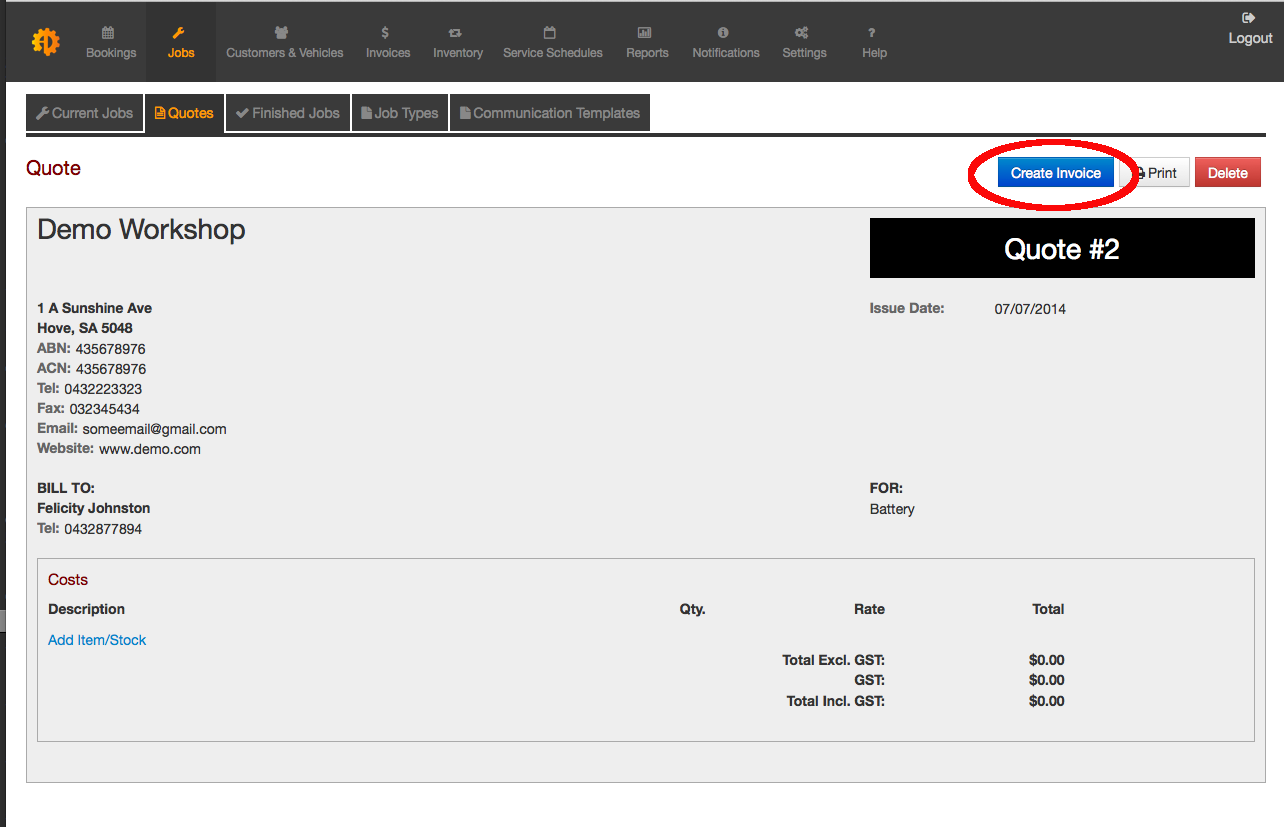 Bookings Jobs Customers & Vehicles Invoices Inventory Service Schedules Reports Notifications Settings ? Help Logout
Current Jobs Quotes Finished Jobs Job Types Communication Templates
Quote Create Invoice Print Delete
Demo Workshop
Quote #2
1 A Sunshine Ave Issue Date: 07/07/2014
Hove, SA 5048
ABN: 435678976
ACN: 435678976
Tel: 0432223323
Fax: 032345434
Email: someemail@gmail.com
Website: www.demo.com
BILL TO: FOR:
Felicity Johnston Battery
Tel: 0432877894
Costs
Description Qty. Rate Total
Add Item/Stock
Total Excl. GST: $0.00
GST: $0.00
Total Incl. GST: $0.00